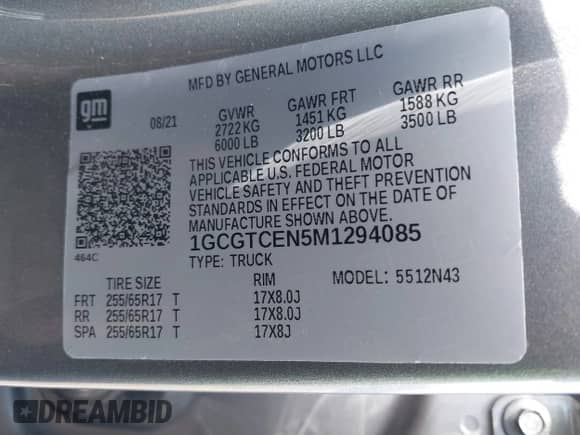 MFD BY GENERAL MOTORS LLC
gm
08/21 GVWR GAWR FRT GAWR RR
2722 KG 1451 KG 1588 KG
6000 LB 3200 LB 3500 LB
THIS VEHICLE CONFORMS TO ALL
APPLICABLE U.S. FEDERAL MOTOR
VEHICLE SAFETY AND THEFT PREVENTION
STANDARDS IN EFFECT ON THE DATE OF
MANUFACTURE SHOWN ABOVE.
464C
1GCGTCEN5M1294085
TYPE: TRUCK
TIRE SIZE RIM MODEL: 5512N43
FRT 255/65R17 T 17X8.0J
RR 255/65R17 T 17X8.0J
SPA 255/65R17 T 17X8J
DREAMBID